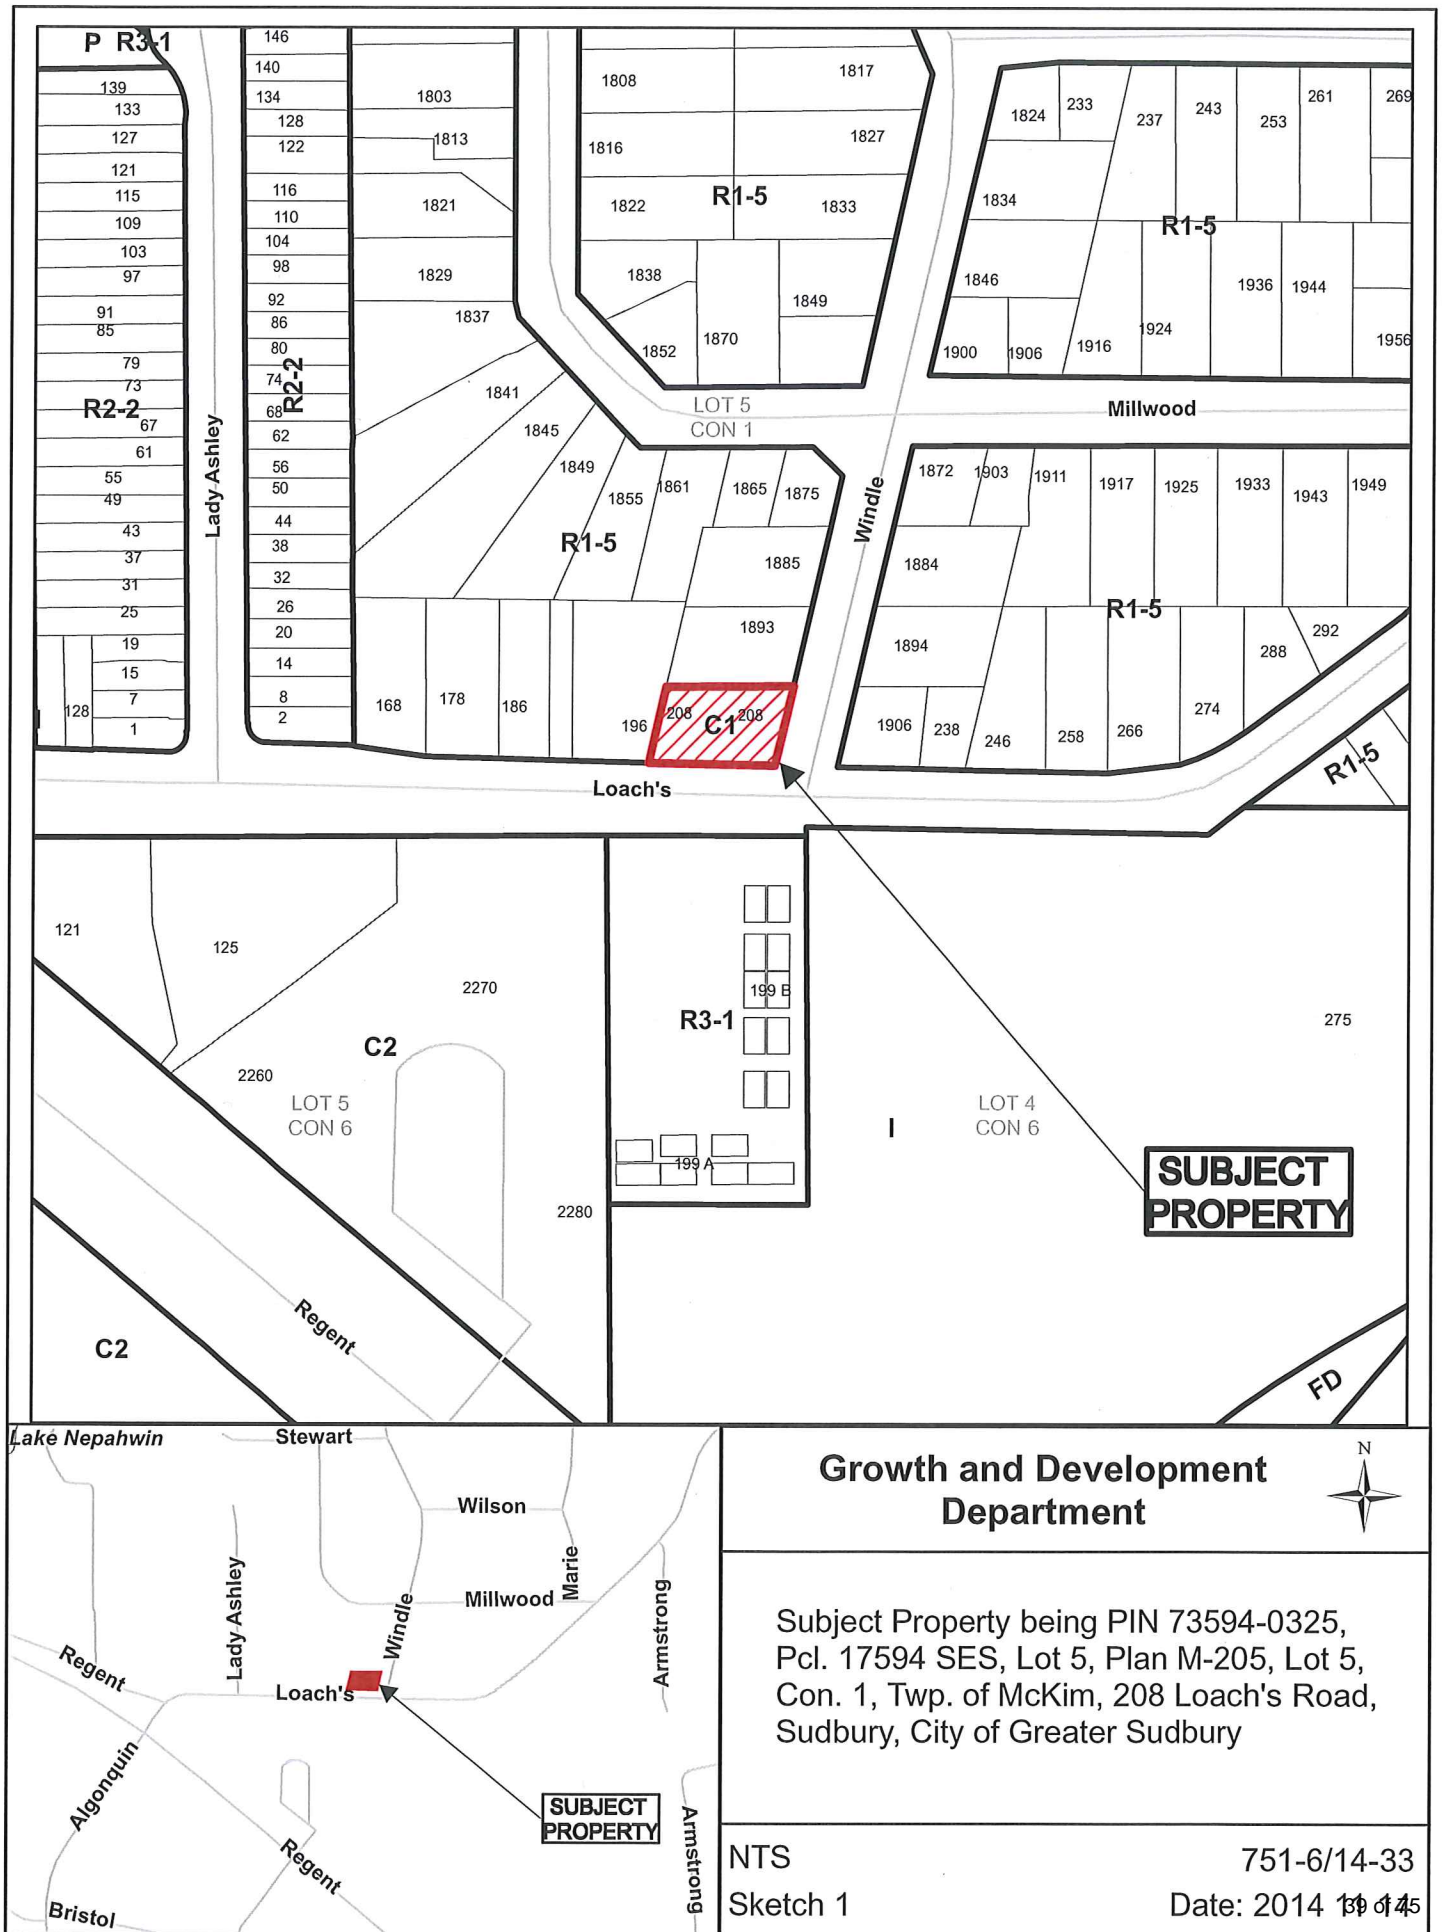 P R3-1
146
140
134
128
122
116
110
104
98
92
86
80
74
68
62
56
50
44
38
32
26
20
14
8
2
R2-2
139
133
127
121
115
109
103
97
91
85
79
73
R2-2
67
61
55
49
43
37
31
25
19
15
7
1
128
Lady Ashley
1803
1813
1821
1829
1837
1841
1845
1849
1855
1861
1865
1875
1885
1893
R1-5
168
178
186
196
208
C1
208
1808
1817
1816
1827
1822
R1-5
1833
1838
1849
1852
1870
LOT 5
CON 1
Windle
Millwood
1824
233
237
243
253
261
269
1834
R1-5
1846
1936
1944
1900
1906
1916
1924
1956
1872
1903
1911
1917
1925
1933
1943
1949
1884
R1-5
1894
292
288
1906
238
246
258
266
274
R1-5
Loach's
121
125
2270
C2
2260
LOT 5
CON 6
2280
Regent
C2
R3-1
199 B
199 A
275
LOT 4
CON 6
I
SUBJECT
PROPERTY
FD
Lake Nepahwin
Stewart
Wilson
Marie
Millwood
Windle
Lady Ashley
Armstrong
Regent
Loach's
Algonquin
SUBJECT
PROPERTY
Armstrong
Regent
Bristol
Growth and Development
Department
N
Subject Property being PIN 73594-0325,
Pcl. 17594 SES, Lot 5, Plan M-205, Lot 5,
Con. 1, Twp. of McKim, 208 Loach's Road,
Sudbury, City of Greater Sudbury
NTS
751-6/14-33
Sketch 1
Date: 2014 11 14
39 of 75